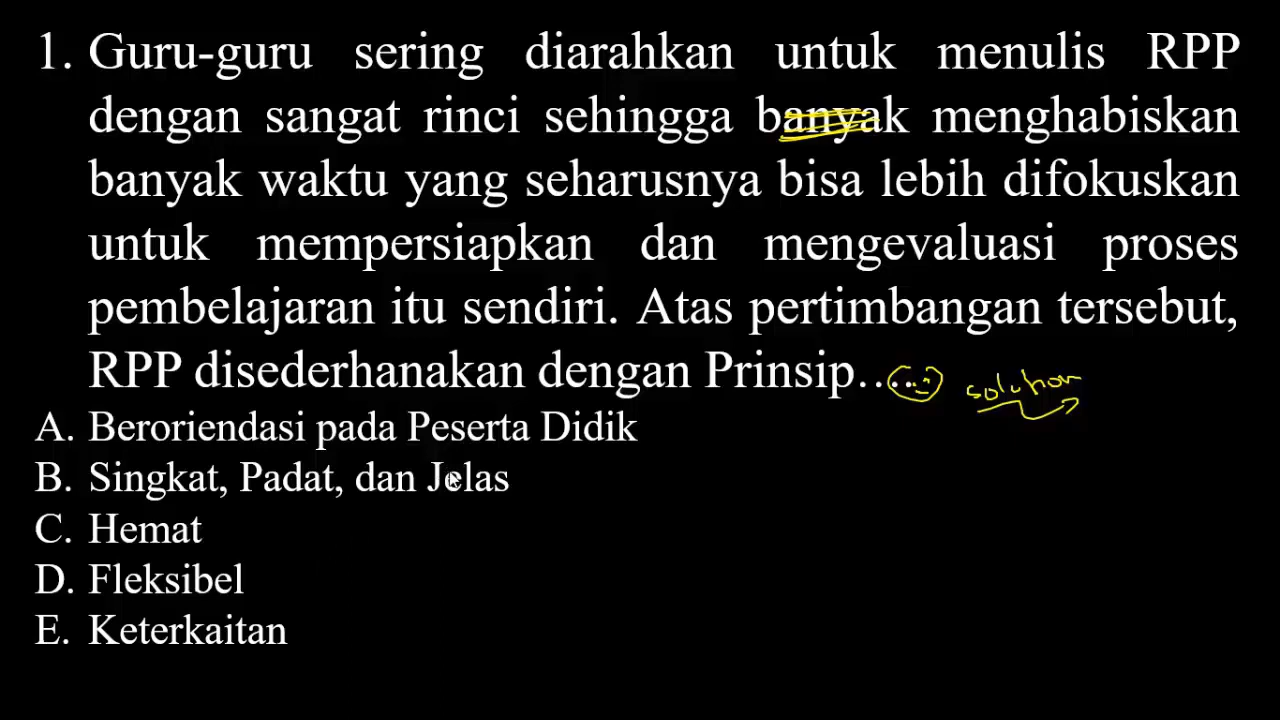 1. Guru-guru sering diarahkan untuk menulis RPP
dengan sangat rinci sehingga banyak menghabiskan
banyak waktu yang seharusnya bisa lebih difokuskan
untuk mempersiapkan dan mengevaluasi proses
pembelajaran itu sendiri. Atas pertimbangan tersebut,
RPP disederhanakan dengan Prinsip..... solution
A. Beroriendasi pada Peserta Didik
B. Singkat, Padat, dan Jelas
C. Hemat
D. Fleksibel
E. Keterkaitan